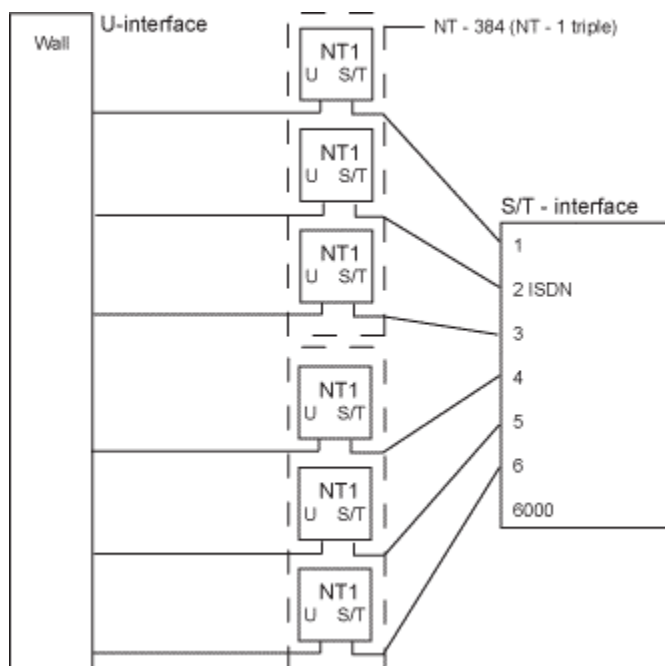 U-interface
Wall
NT - 384 (NT - 1 triple)
NT1
U S/T
NT1
U S/T
NT1
U S/T
S/T - interface
1
2 ISDN
3
4
5
6
6000
NT1
U S/T
NT1
U S/T
NT1
U S/T